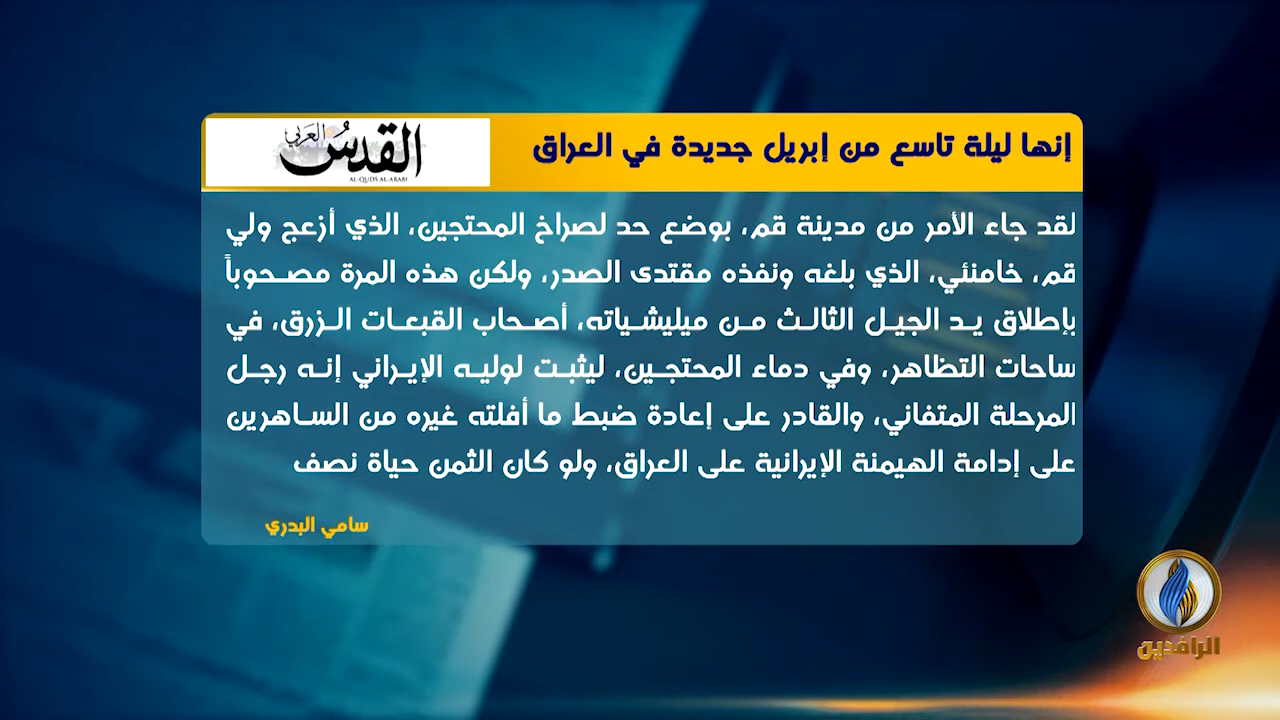 إنها ليلة تاسع من إبريل جديدة في العراق
القدس العربي
AL-QUDS AL-ARABI
لقد جاء الأمر من مدينة قم، بوضع حد لصراخ المحتجين، الذي أزعج ولي
قم، خامنئي، الذي بلغه ونفذه مقتدى الصدر، ولكن هذه المرة مصحوباً
بإطلاق يد الجيل الثالث من ميليشياته، أصحاب القبعات الزرق، في
ساحات التظاهر، وفي دماء المحتجين، ليثبت لوليه الإيراني إنه رجل
المرحلة المتفاني، والقادر على إعادة ضبط ما أفلته غيره من الساهرين
على إدامة الهيمنة الإيرانية على العراق، ولو كان الثمن حياة نصف
سامي البدري
الرافدين